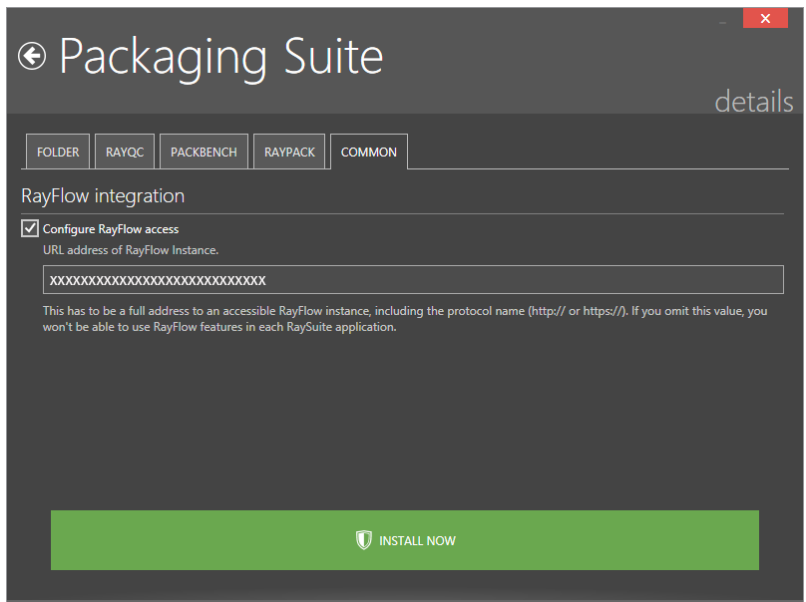 Packaging Suite
details
FOLDER RAYQC PACKBENCH RAYPACK COMMON
RayFlow integration
Configure RayFlow access
URL address of RayFlow Instance.
XXXXXXXXXXXXXXXXXXXXXXXXXXXX
This has to be a full address to an accessible RayFlow instance, including the protocol name (http:// or https://). If you omit this value, you
won't be able to use RayFlow features in each RaySuite application.
INSTALL NOW